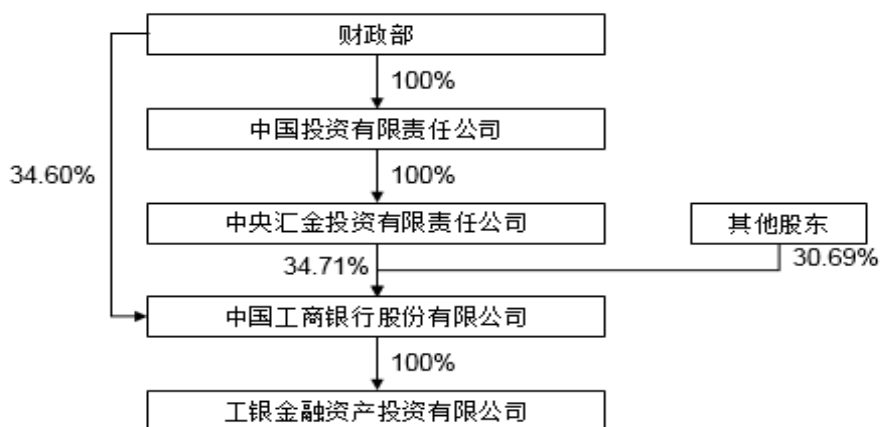 财政部
100%
中国投资有限责任公司
34.60%
100%
中央汇金投资有限责任公司
其他股东
34.71%
30.69%
中国工商银行股份有限公司
100%
工银金融资产投资有限公司